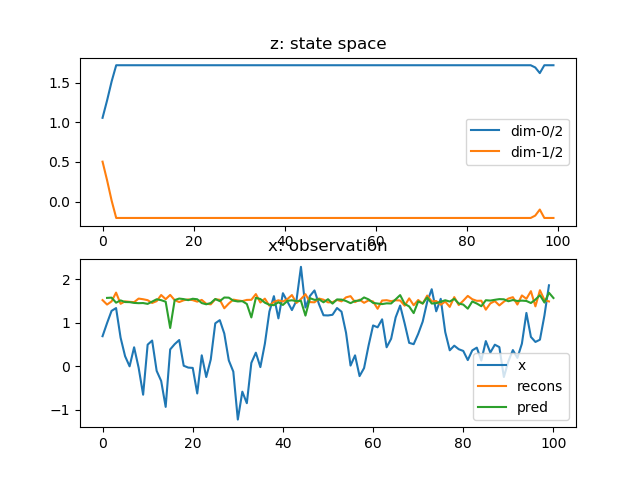 z: state space
1.5
1.0
0.5
0.0
dim-0/2
dim-1/2
0 20 40 60 80 100
x: observation
2
1
0
−1
x
recons
pred
0 20 40 60 80 100